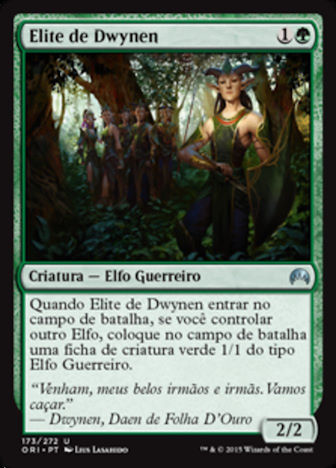 Elite de Dwynen 1
Criatura — Elfo Guerreiro
Quando Elite de Dwynen entrar no
campo de batalha, se você controlar
outro Elfo, coloque no campo de batalha
uma ficha de criatura verde 1/1 do tipo
Elfo Guerreiro.
“Venham, meus belos irmãos e irmãs. Vamos
caçar.”
— Dwynen, Daen de Folha D’Ouro
2/2
173/272 U
ORI • PT Lius Lasahido
™ & © 2015 Wizards of the Coast